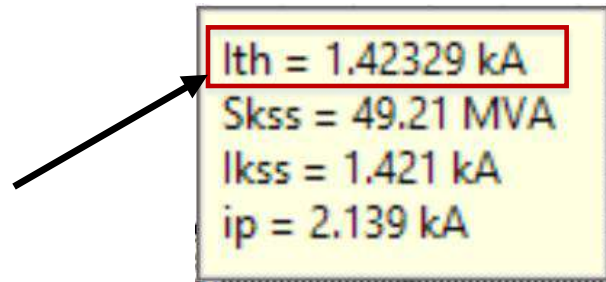 Ith = 1.42329 kA
Skss = 49.21 MVA
Ikss = 1.421 kA
ip = 2.139 kA